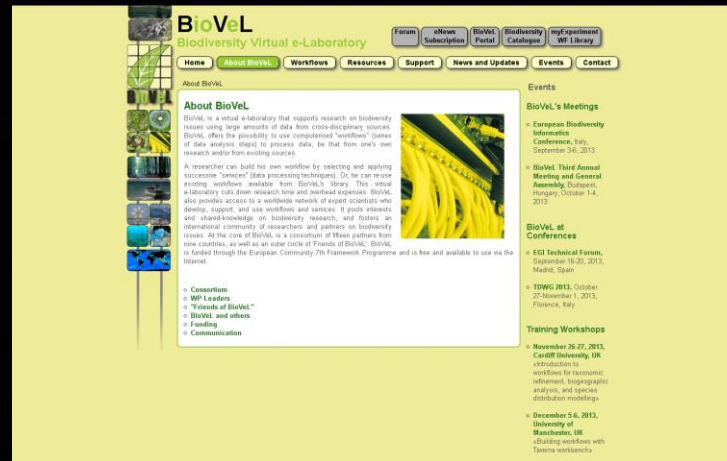 BioVeL
Biodiversity Virtual e-Laboratory
Forum
eNews
Subscription
BioVeL
Portal
Biodiversity
Catalogue
myExperiment
WF Library
Home
About BioVeL
Workflows
Resources
Support
News and Updates
Events
Contact
BioVeL
About BioVeL
About BioVeL
BioVeL is a virtual e-laboratory that supports research on biodiversity
issues using large amounts of data from cross-disciplinary sources.
BioVeL offers the possibility to use computerised "workflows" (series
of data analysis steps) to process data, be that from one's own
research and/or from existing sources.
A researcher can build his own workflow by selecting and applying
successive "services" (data processing techniques). Or, he can re-use
existing workflows available from BioVeL's library. This virtual
e-laboratory cuts down research time and overhead expenses. BioVeL
also provides access to a worldwide network of expert scientists who
develop, support, and use workflows and services. It pools interests
and shared-knowledge on biodiversity research, and fosters an
international community of researchers and partners on biodiversity
issues. At the core of BioVeL is a consortium of fifteen partners from
nine countries, as well as an outer circle of 'Friends of BioVeL'. BioVeL
is funded through the European Community 7th Framework Programme and is free and available to use via the
Internet.
Consortium
WP Leaders
"Friends of BioVeL"
BioVeL and others
Funding
Communication
Events
BioVeL's Meetings
European Biodiversity
Informatics
Conference, Italy,
September 3-6, 2013
BioVeL Third Annual
Meeting and General
Assembly, Budapest,
Hungary, October 1-4,
2013
BioVeL at
Conferences
EGI Technical Forum,
September 16-20, 2013,
Madrid, Spain
TDWG 2013, October
27-November 1, 2013,
Florence, Italy
Training Workshops
November 26-27, 2013,
Cardiff University, UK
«Introduction to
workflows for taxonomic
refinement, biogeographic
analysis, and species
distribution modelling»
December 5-6, 2013,
University of
Manchester, UK
«Building workflows with
Taverna workbench»